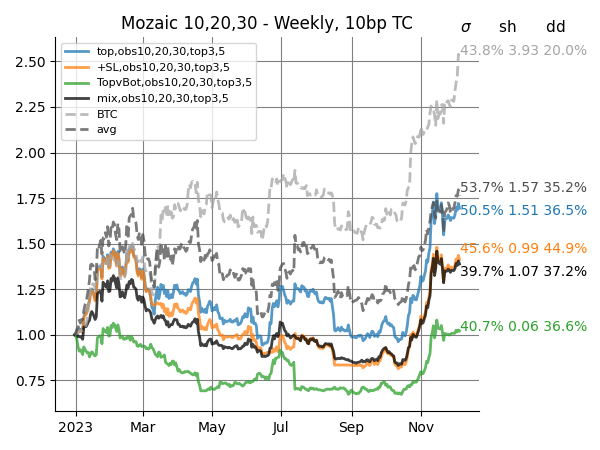 Mozaic 10,20,30 - Weekly, 10bp TC
σ sh dd
top,obs10,20,30,top3,5
+SL,obs10,20,30,top3,5
TopvBot,obs10,20,30,top3,5
mix,obs10,20,30,top3,5
BTC
avg
43.8% 3.93 20.0%
53.7% 1.57 35.2%
50.5% 1.51 36.5%
45.6% 0.99 44.9%
39.7% 1.07 37.2%
40.7% 0.06 36.6%
2.50
2.25
2.00
1.75
1.50
1.25
1.00
0.75
2023 Mar May Jul Sep Nov